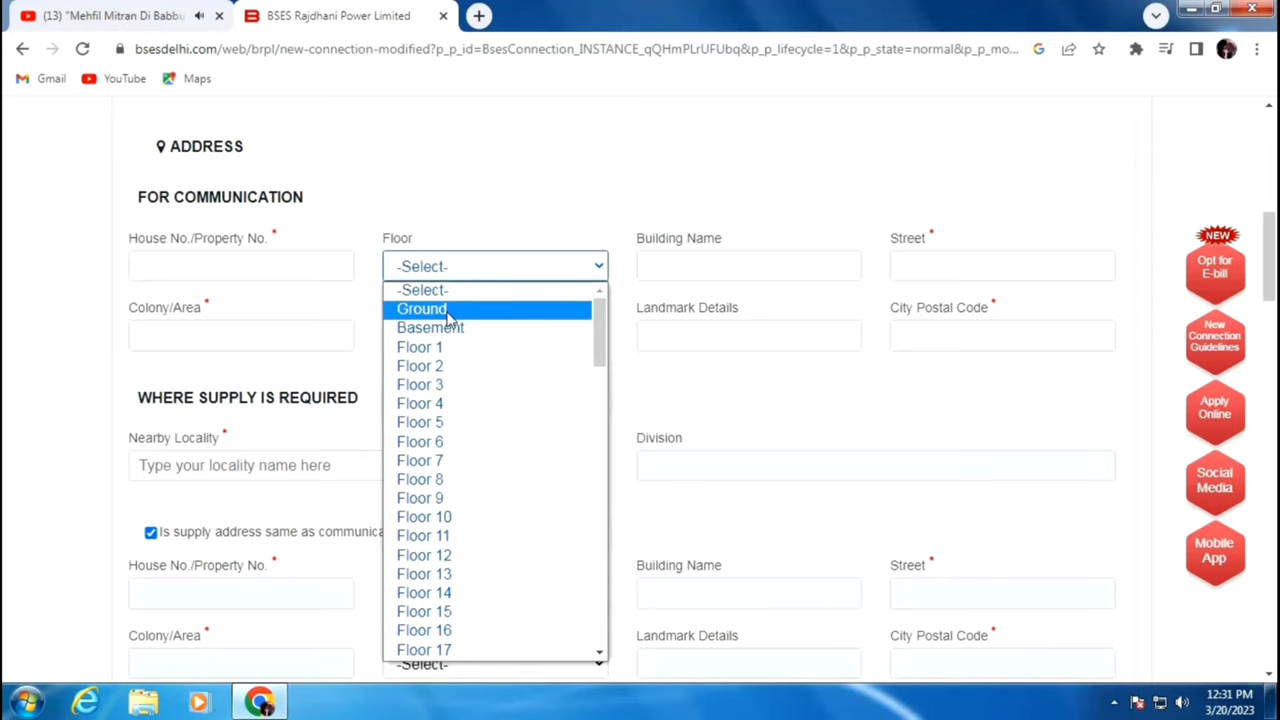 (13) "Mehfil Mitran Di Babbu
BSES Rajdhani Power Limited
bsesdelhi.com/web/brpl/new-connection-modified?p_p_id=BsesConnection_INSTANCE_qQHmPLrUFUbq&p_p_lifecycle=1&p_p_state=normal&p_p_mo...
Gmail YouTube Maps
ADDRESS
FOR COMMUNICATION
House No./Property No. * Floor Building Name Street *
-Select-
-Select-
Ground
Basement
Colony/Area * Landmark Details City Postal Code *
Floor 1
Floor 2
Floor 3
Floor 4
Floor 5
Floor 6
Floor 7
Floor 8
Floor 9
Floor 10
Floor 11
Floor 12
Floor 13
Floor 14
Floor 15
Floor 16
Floor 17
WHERE SUPPLY IS REQUIRED
Nearby Locality * Division
Type your locality name here
Is supply address same as communica
House No./Property No. * Building Name Street *
Colony/Area * Landmark Details City Postal Code *
-Select-
NEW
Opt for
E-bill
New
Connection
Guidelines
Apply
Online
Social
Media
Mobile
App
12:31 PM
3/20/2023